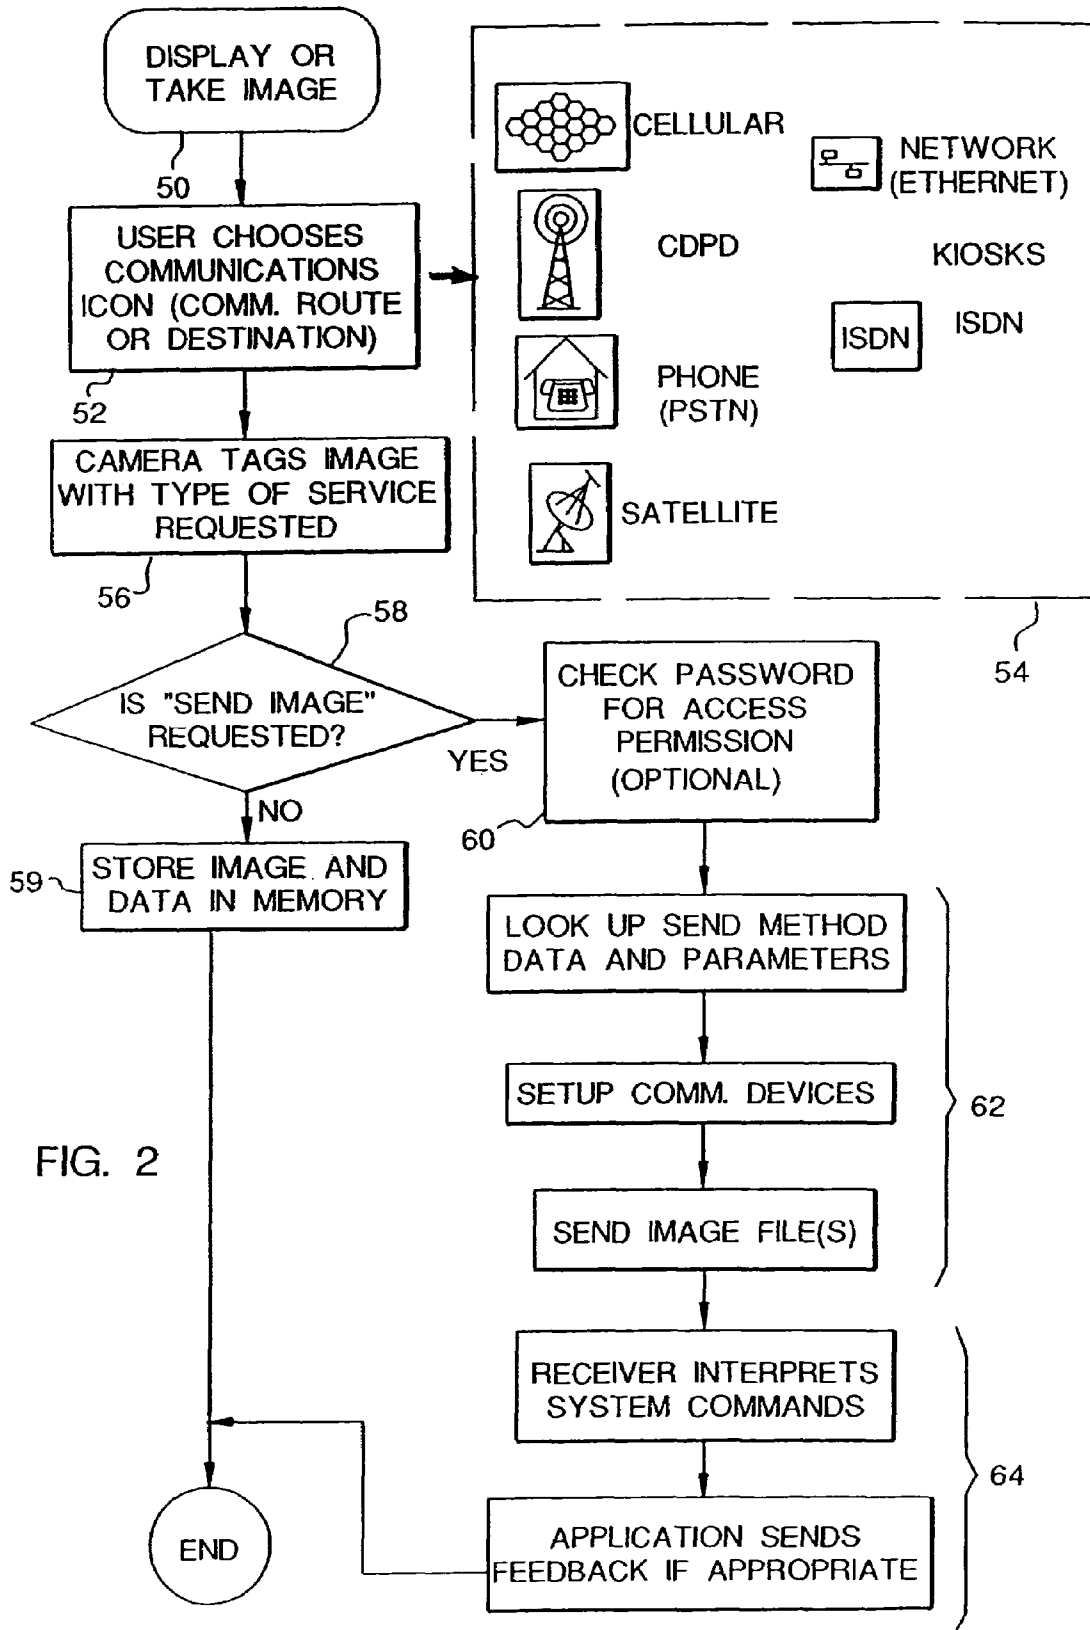 DISPLAY OR
TAKE IMAGE
50
USER CHOOSES
COMMUNICATIONS
ICON (COMM. ROUTE
OR DESTINATION)
52
CELLULAR
NETWORK
(ETHERNET)
CDPD
KIOSKS
ISDN
ISDN
PHONE
(PSTN)
SATELLITE
54
CAMERA TAGS IMAGE
WITH TYPE OF SERVICE
REQUESTED
56
58
IS "SEND IMAGE"
REQUESTED?
YES
NO
CHECK PASSWORD
FOR ACCESS
PERMISSION
(OPTIONAL)
60
59
STORE IMAGE AND
DATA IN MEMORY
LOOK UP SEND METHOD
DATA AND PARAMETERS
SETUP COMM. DEVICES
62
SEND IMAGE FILE(S)
FIG. 2
RECEIVER INTERPRETS
SYSTEM COMMANDS
64
APPLICATION SENDS
FEEDBACK IF APPROPRIATE
END